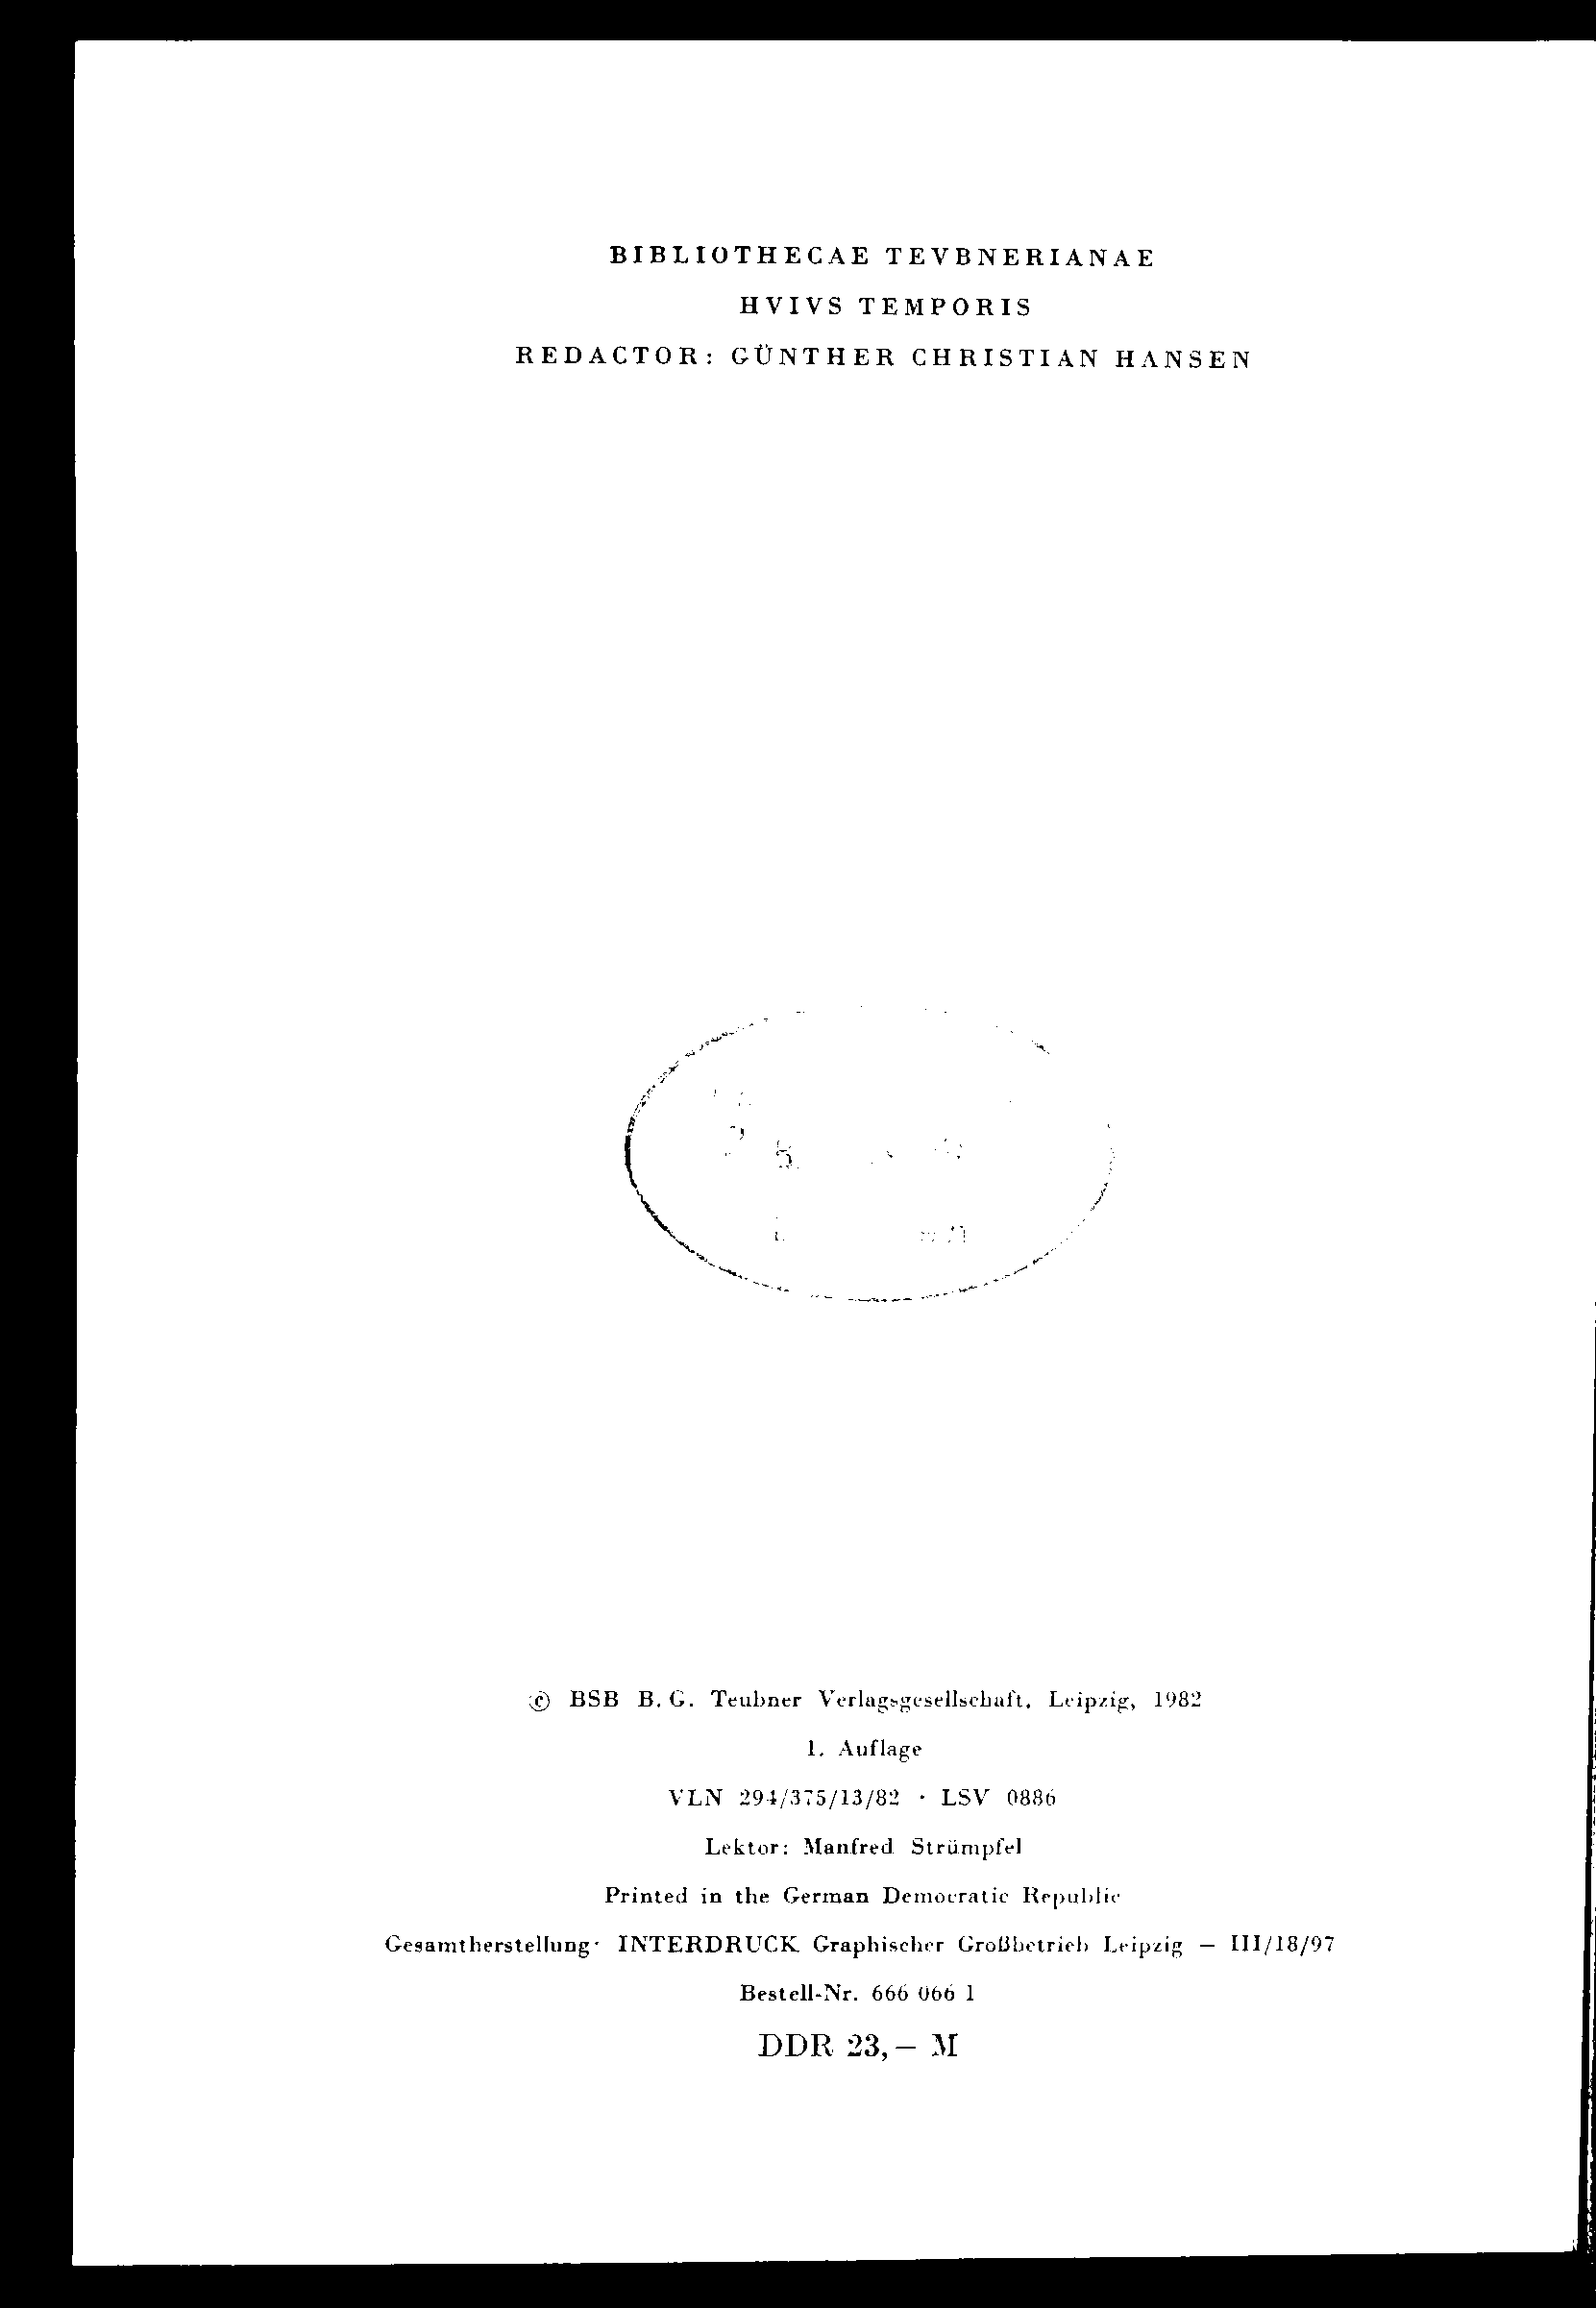 BIBLIOTHECAE TEVBNERIANAE
HVIVS TEMPORIS
REDACTOR: GÜNTHER CHRISTIAN HANSEN
© BSB B. G. Teubner Verlagsgesellschaft, Leipzig, 1982
1. Auflage
VLN 294/375/13/82 · LSV 0886
Lektor: Manfred Strümpfel
Printed in the German Democratic Republic
Gesamtherstellung: INTERDRUCK Graphischer Großbetrieb Leipzig – III/18/97
Bestell-Nr. 666 066 1
DDR 23,– M